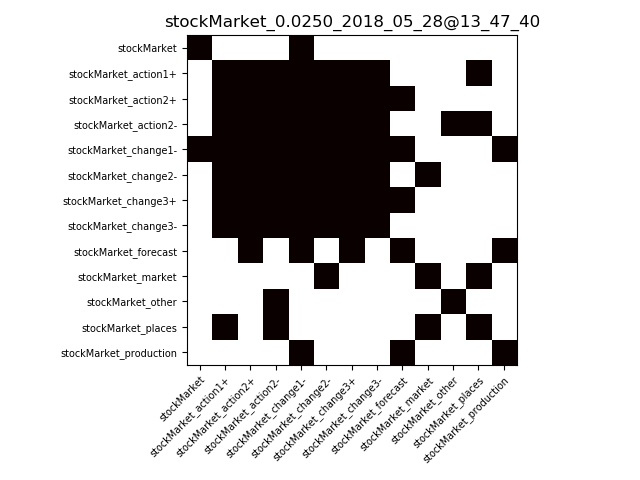 stockMarket_0.0250_2018_05_28@13_47_40
stockMarket
stockMarket_action1+
stockMarket_action2+
stockMarket_action2-
stockMarket_change1-
stockMarket_change2-
stockMarket_change3+
stockMarket_change3-
stockMarket_forecast
stockMarket_market
stockMarket_other
stockMarket_places
stockMarket_production
stockMarket
stockMarket_action1+
stockMarket_action2+
stockMarket_action2-
stockMarket_change1-
stockMarket_change2-
stockMarket_change3+
stockMarket_change3-
stockMarket_forecast
stockMarket_market
stockMarket_other
stockMarket_places
stockMarket_production